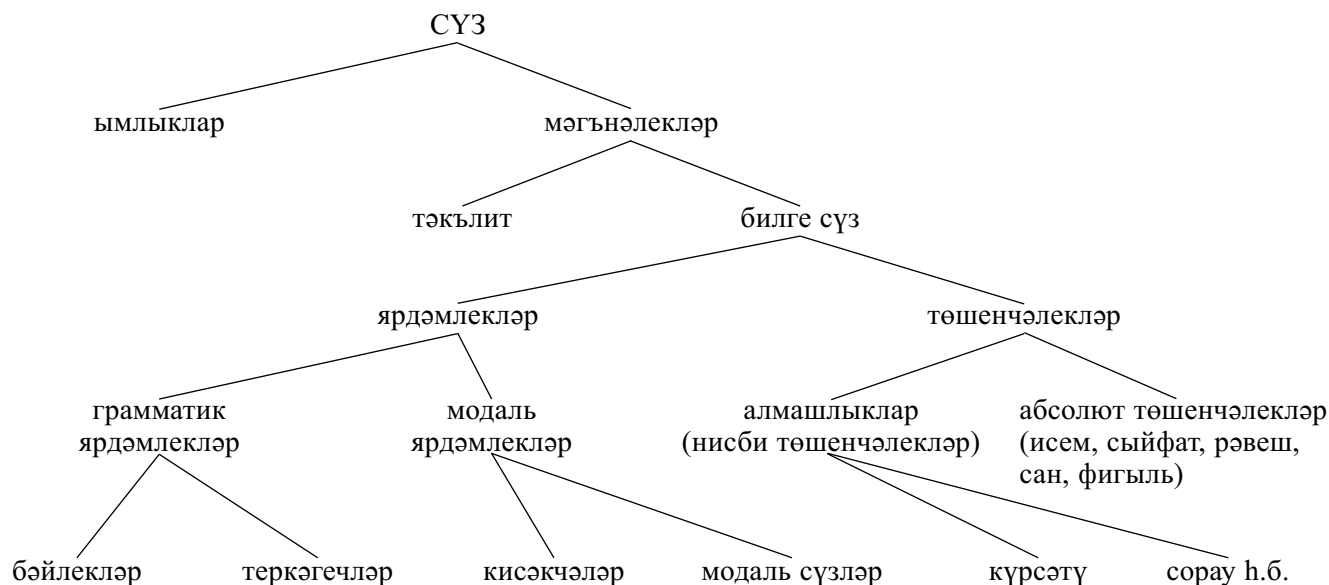 СҮЗ
ымлыклар мәгънәлекләр
тәкълит билге сүз
ярдәмлекләр төшенчәлекләр
грамматик модаль алмашлыклар абсолют төшенчәлекләр
ярдәмлекләр ярдәмлекләр (нисби төшенчәлекләр) (исем, сыйфат, рәвеш,
сан, фигыль)
бәйлекләр теркәгечләр кисәкчәләр модаль сүзләр күрсәтү сорау һ.б.